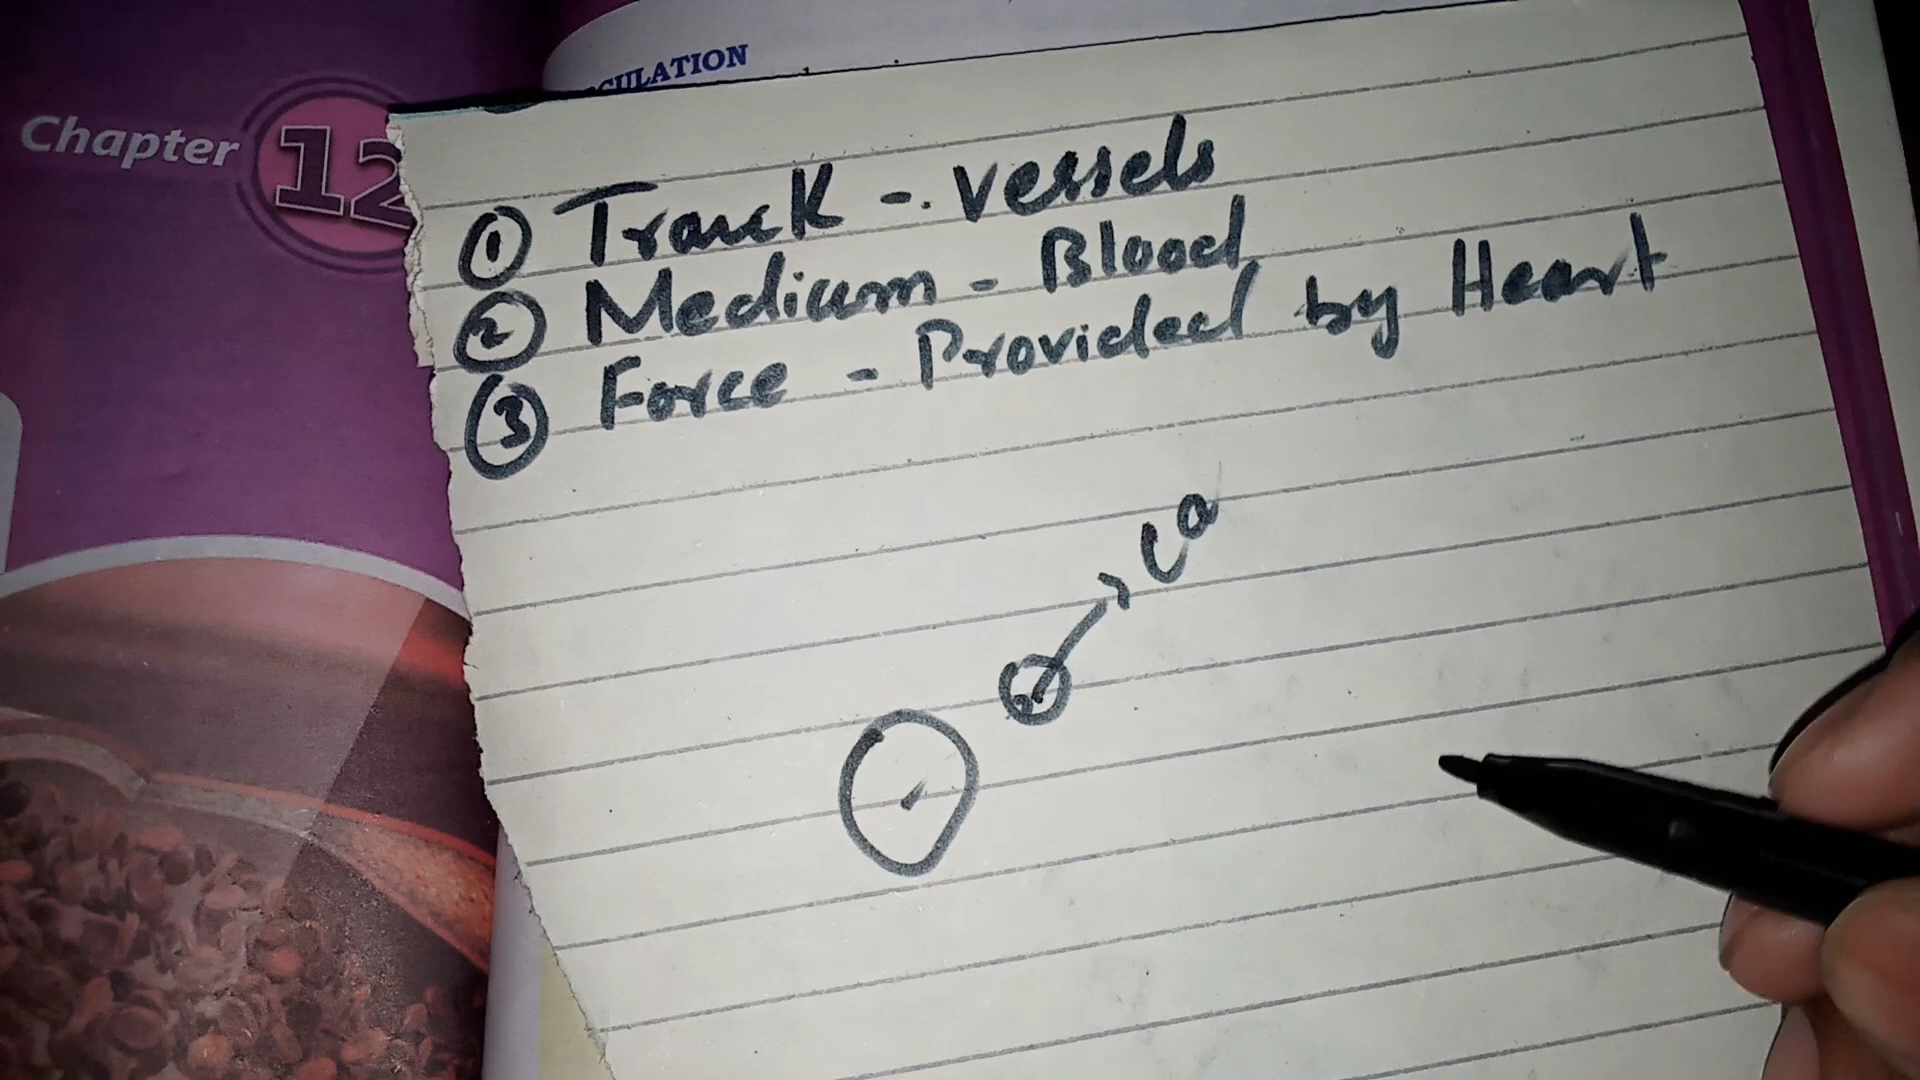 CULATION
Chapter 12
① Track - Vessels
② Medium - Blood
③ Force - Provided by Heart